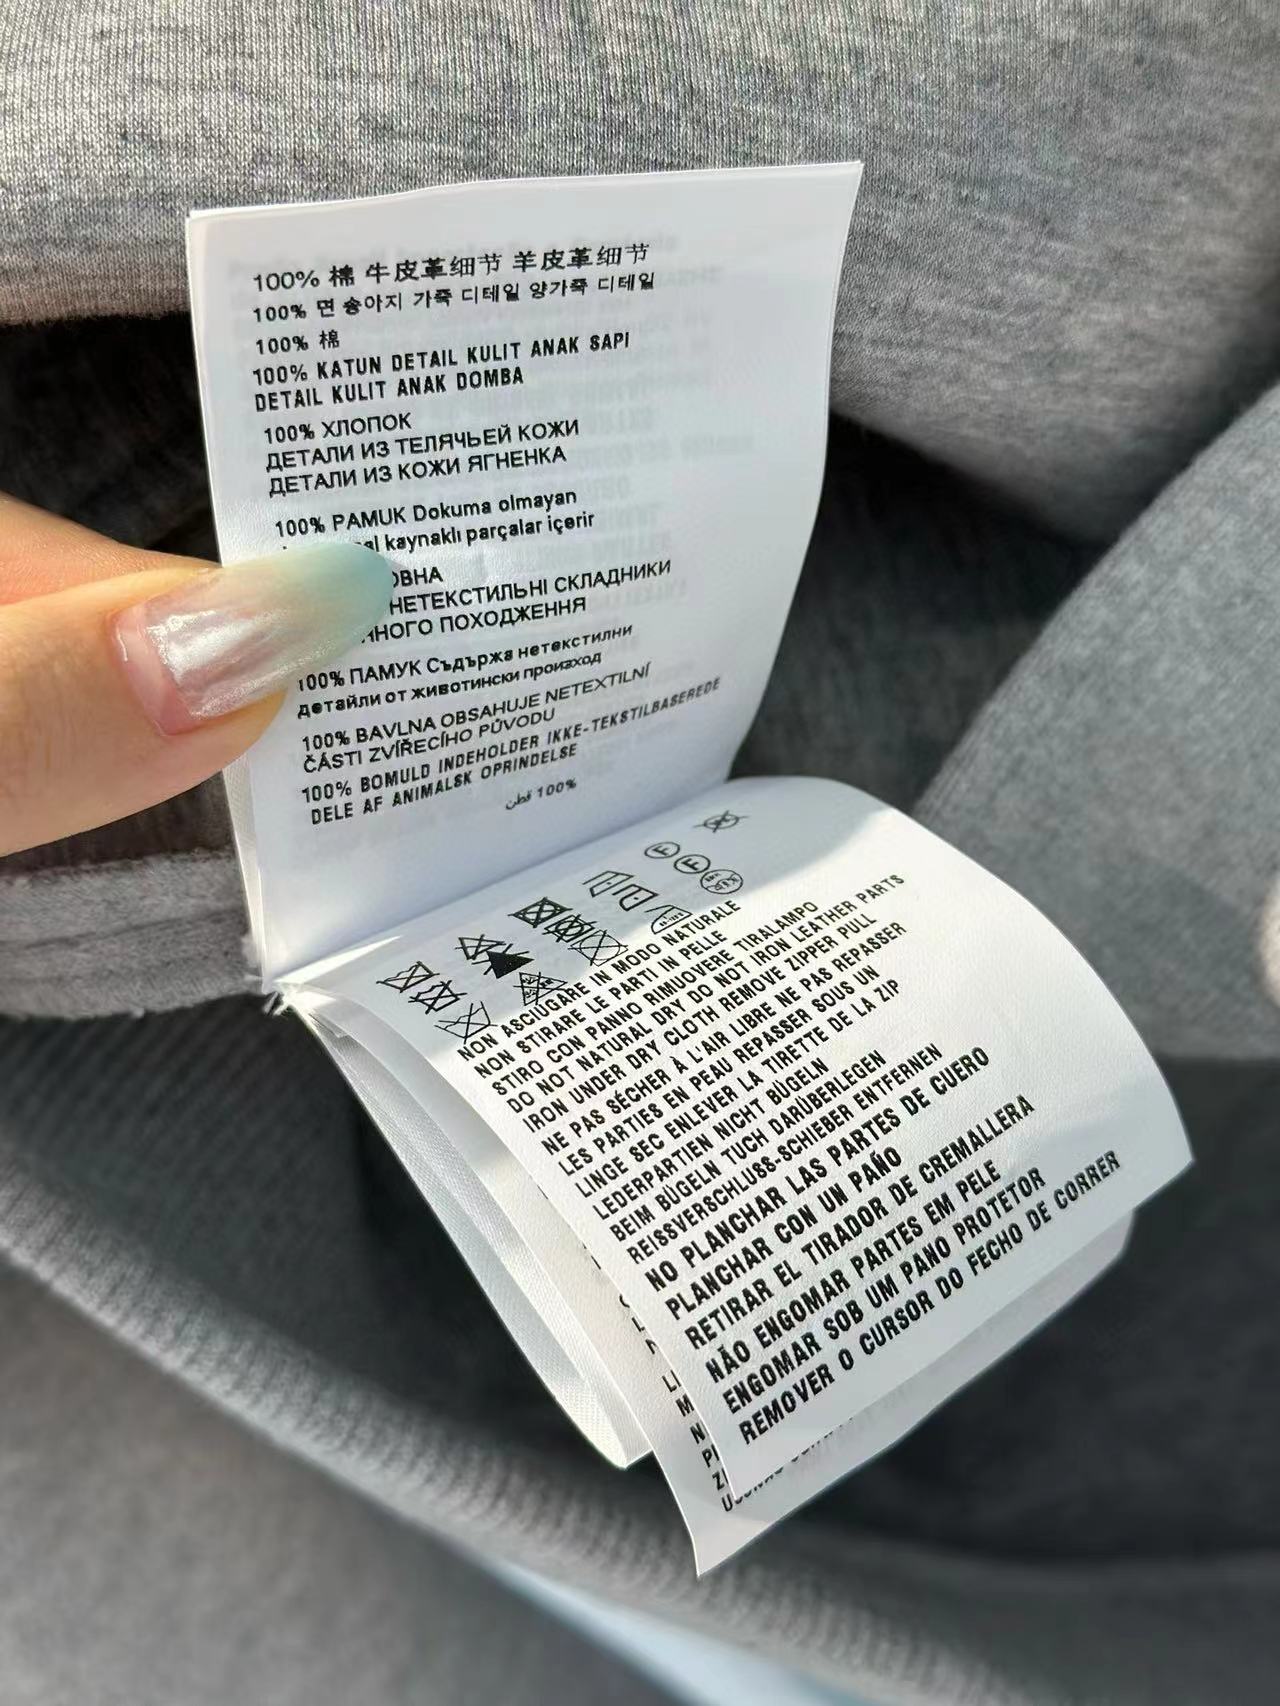 100% 棉 牛皮革细节 羊皮革细节
100% 면 송아지 가죽 디테일 양가죽 디테일
100% 棉
100% KATUN DETAIL KULIT ANAK SAPI
DETAIL KULIT ANAK DOMBA
100% ХЛОПОК
ДЕТАЛИ ИЗ ТЕЛЯЧЬЕЙ КОЖИ
ДЕТАЛИ ИЗ КОЖИ ЯГНЕНКА
100% PAMUK Dokuma olmayan
kaynaklı parçalar içerir
НЕТЕКСТИЛЬНІ СКЛАДНИКИ
ПОХОДЖЕННЯ
100% ПАМУК Съдържа нетекстилни
детайли от животински произход
100% BAVLNA OBSAHUJE NETEXTILNÍ
ČÁSTI ZVÍŘECÍHO PŮVODU
100% BOMULD INDEHOLDER IKKE-TEKSTILBASEREDE
DELE AF ANIMALSK OPRINDELSE
100% قطن
F
F
NON ASCIUGARE IN MODO NATURALE
NON STIRARE LE PARTI IN PELLE
STIRO CON PANNO RIMUOVERE TIRALAMPO
DO NOT NATURAL DRY DO NOT IRON LEATHER PARTS
IRON UNDER DRY CLOTH REMOVE ZIPPER PULL
NE PAS SÉCHER À L'AIR LIBRE NE PAS REPASSER
LES PARTIES EN PEAU REPASSER SOUS UN
LINGE SEC ENLEVER LA TIRETTE DE LA ZIP
LEDERPARTIEN NICHT BÜGELN
BEIM BÜGELN TUCH DARÜBERLEGEN
REISSVERSCHLUSS-SCHIEBER ENTFERNEN
NO PLANCHAR LAS PARTES DE CUERO
PLANCHAR CON UN PAÑO
RETIRAR EL TIRADOR DE CREMALLERA
NÃO ENGOMAR PARTES EM PELE
ENGOMAR SOB UM PANO PROTETOR
REMOVER O CURSOR DO FECHO DE CORRER